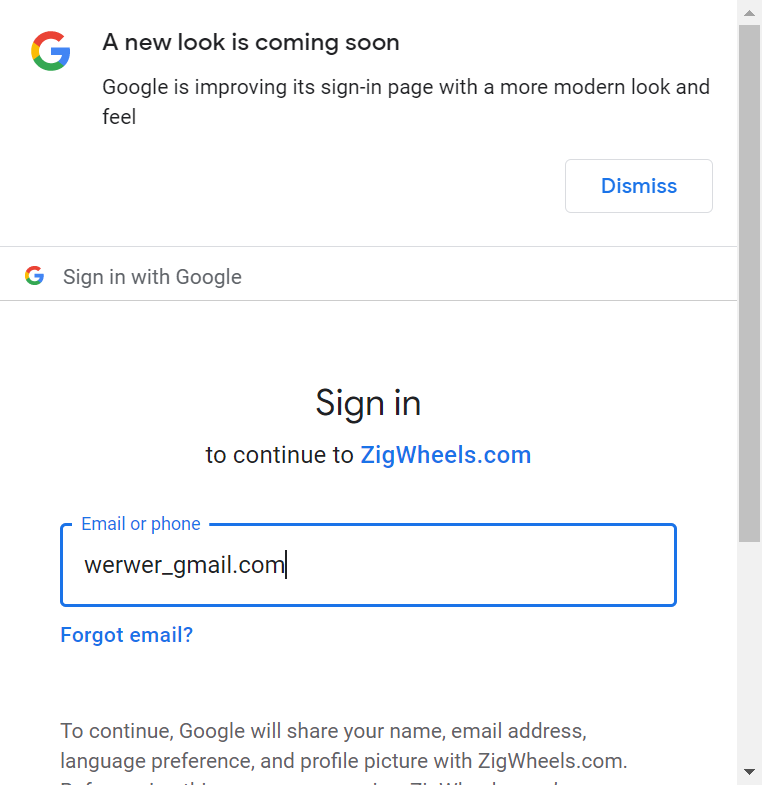 A new look is coming soon
Google is improving its sign-in page with a more modern look and
feel
Dismiss
Sign in with Google
Sign in
to continue to ZigWheels.com
Email or phone
werwer_gmail.com
Forgot email?
To continue, Google will share your name, email address,
language preference, and profile picture with ZigWheels.com.